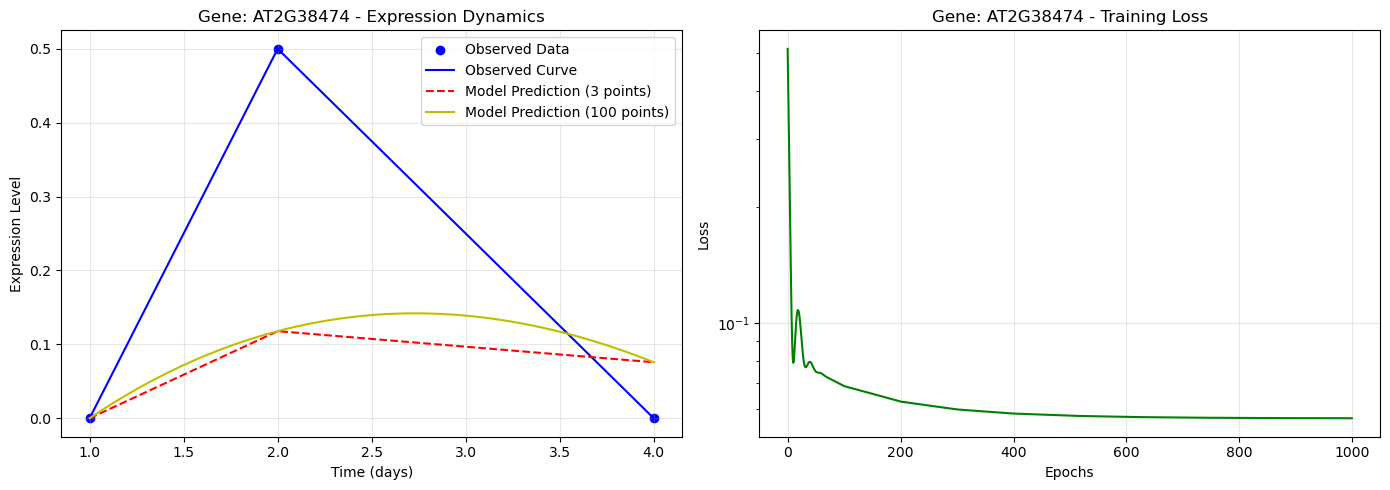 Gene: AT2G38474 - Expression Dynamics
Expression Level
0.5
0.4
0.3
0.2
0.1
0.0
Observed Data
Observed Curve
Model Prediction (3 points)
Model Prediction (100 points)
1.0 1.5 2.0 2.5 3.0 3.5 4.0
Time (days)
Gene: AT2G38474 - Training Loss
Loss
10⁻¹
0 200 400 600 800 1000
Epochs